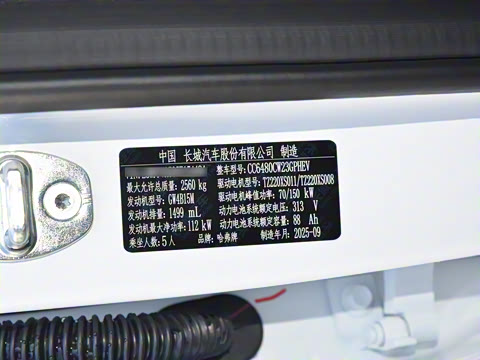 中国 长城汽车股份有限公司 制造
整车型号: CC6480CW23GPHEV
最大允许总质量: 2560 kg 驱动电机型号: TZ220XS011/TZ220XS008
发动机型号: GW4B15M 驱动电机峰值功率: 70/150 kW
发动机排量: 1499 mL 动力电池系统额定电压: 313 V
发动机最大净功率: 112 kW 动力电池系统额定容量: 88 Ah
乘坐人数: 5人 品牌: 哈弗牌 制造年月: 2025-09